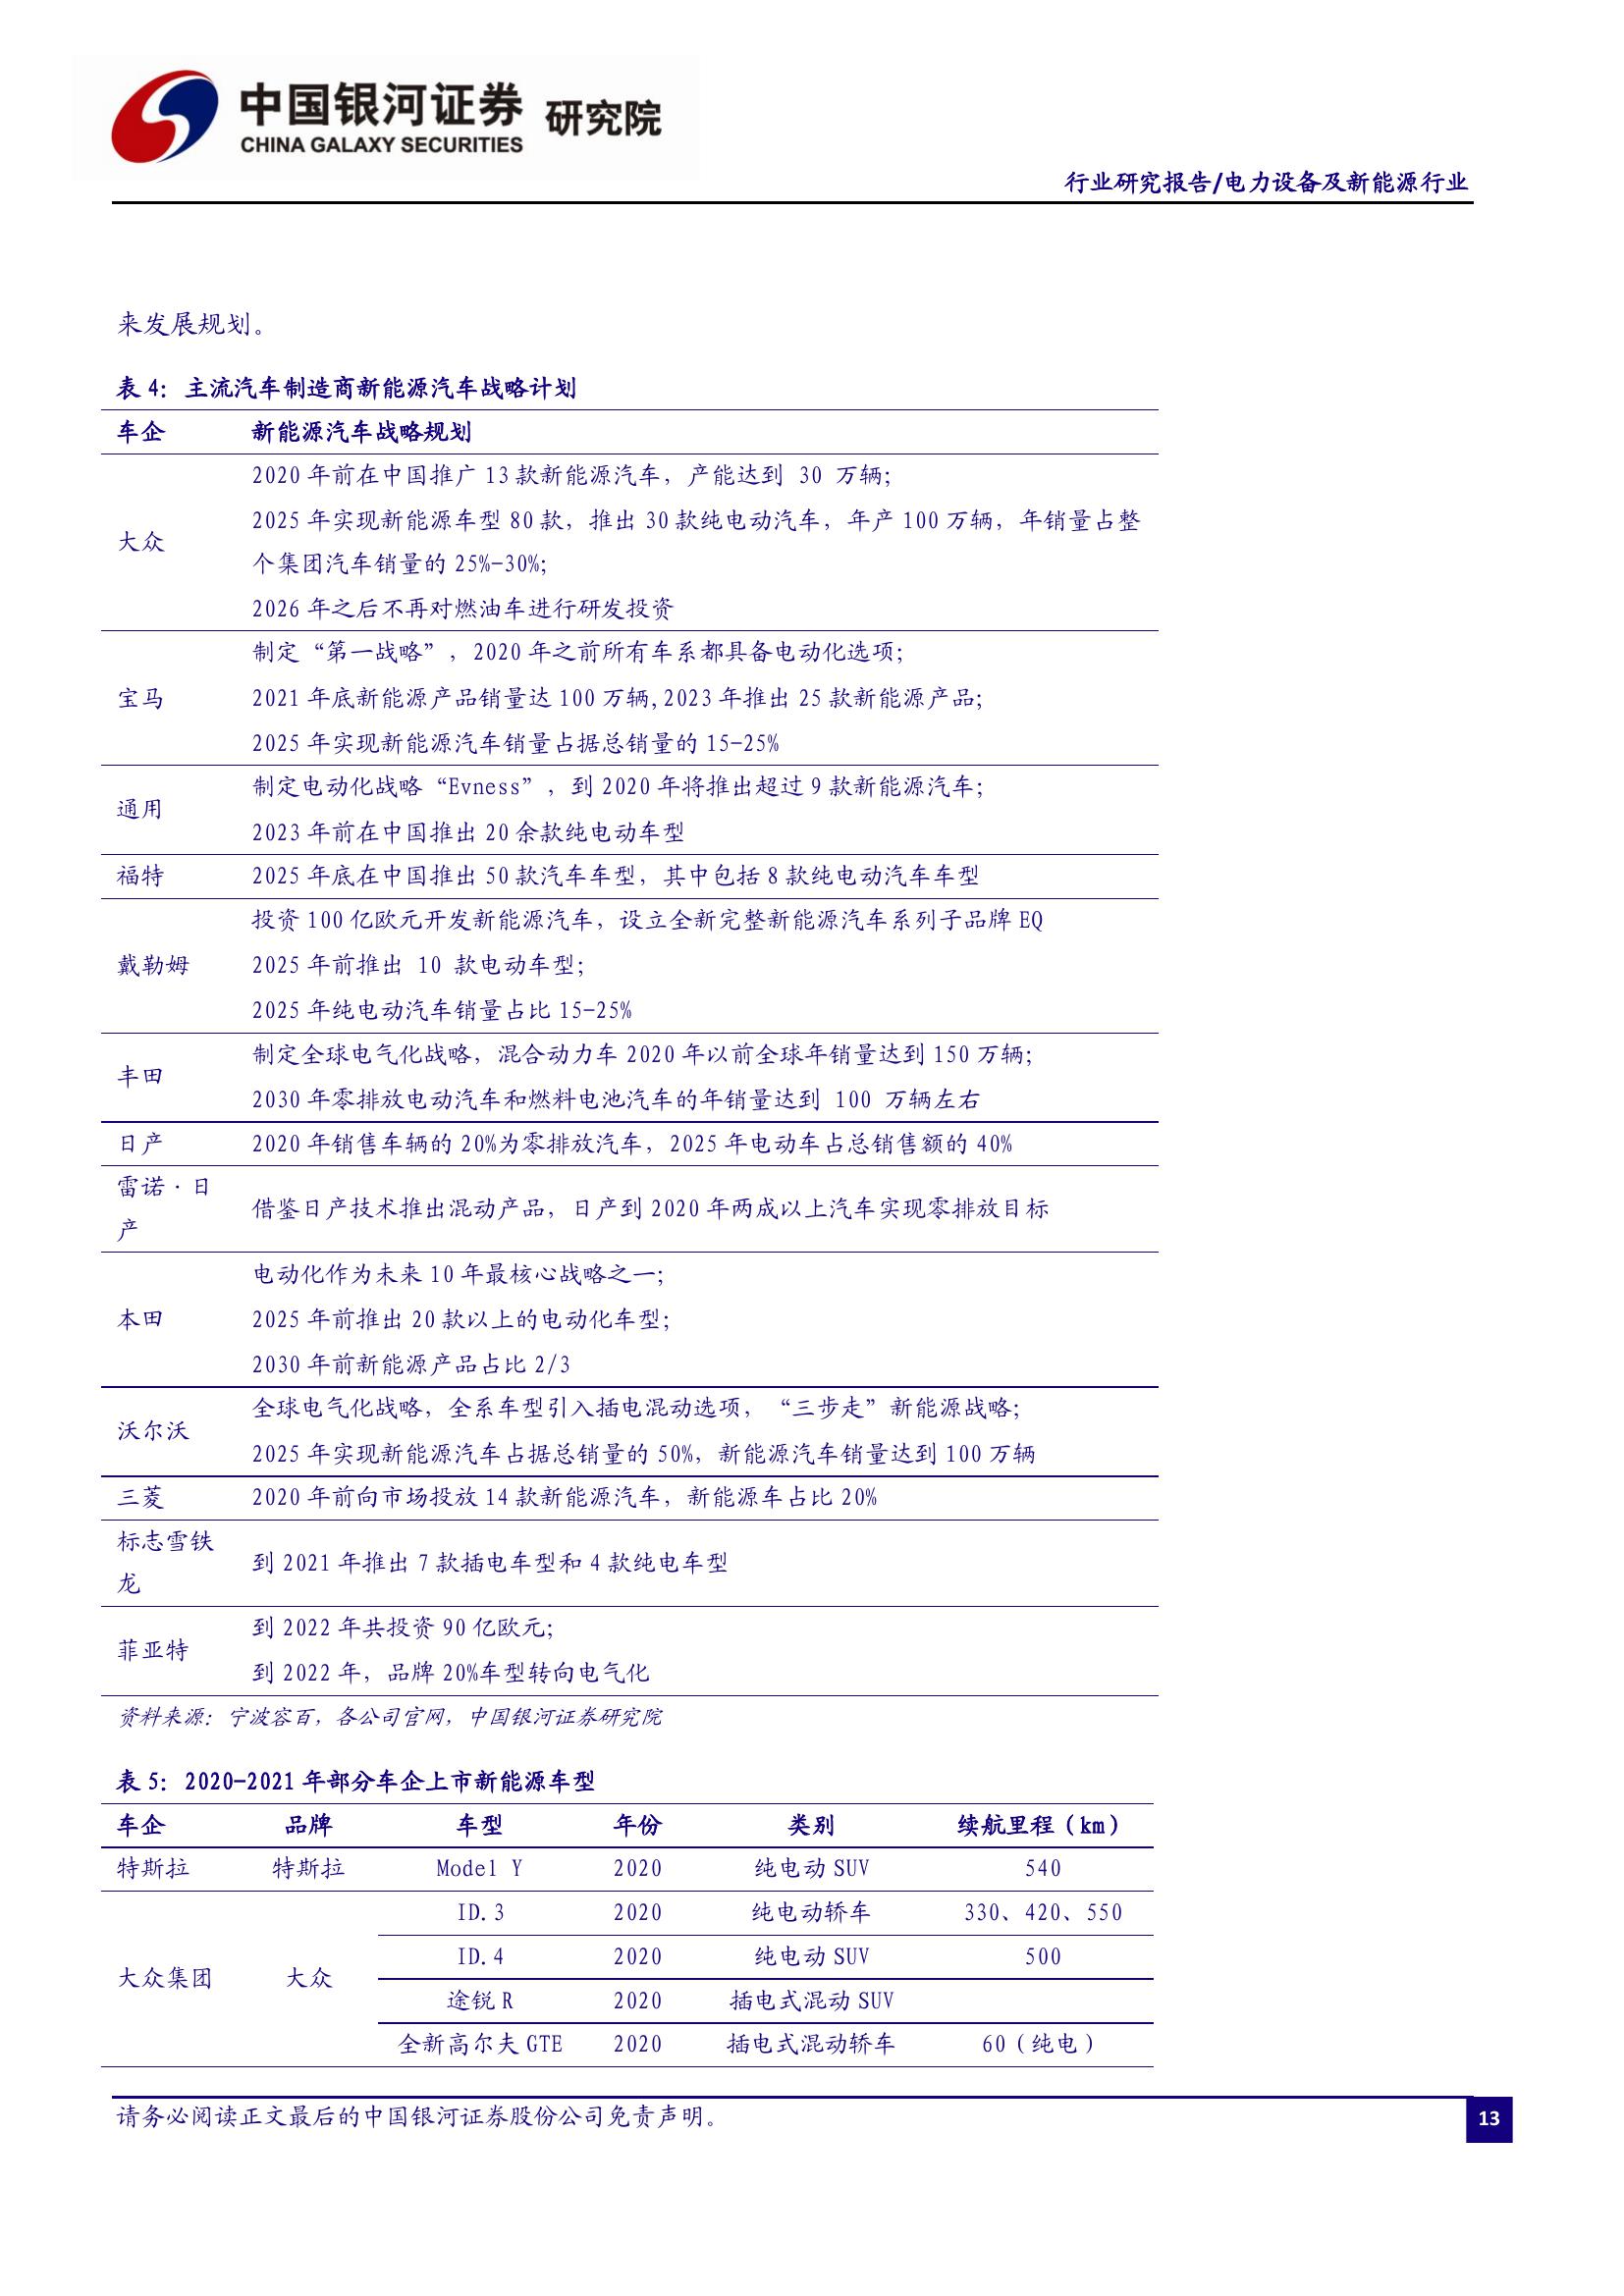 中国银河证券 研究院
CHINA GALAXY SECURITIES
行业研究报告/电力设备及新能源行业
来发展规划。
表 4：主流汽车制造商新能源汽车战略计划
车企 新能源汽车战略规划
大众
2020 年前在中国推广 13 款新能源汽车，产能达到 30 万辆；
2025 年实现新能源车型 80 款，推出 30 款纯电动汽车，年产 100 万辆，年销量占整
个集团汽车销量的 25%-30%；
2026 年之后不再对燃油车进行研发投资
宝马
制定“第一战略”，2020 年之前所有车系都具备电动化选项；
2021 年底新能源产品销量达 100 万辆,2023 年推出 25 款新能源产品；
2025 年实现新能源汽车销量占据总销量的 15-25%
通用
制定电动化战略“Evness”，到 2020 年将推出超过 9 款新能源汽车；
2023 年前在中国推出 20 余款纯电动车型
福特 2025 年底在中国推出 50 款汽车车型，其中包括 8 款纯电动汽车车型
戴勒姆
投资 100 亿欧元开发新能源汽车，设立全新完整新能源汽车系列子品牌 EQ
2025 年前推出 10 款电动车型；
2025 年纯电动汽车销量占比 15-25%
丰田
制定全球电气化战略，混合动力车 2020 年以前全球年销量达到 150 万辆；
2030 年零排放电动汽车和燃料电池汽车的年销量达到 100 万辆左右
日产 2020 年销售车辆的 20%为零排放汽车，2025 年电动车占总销售额的 40%
雷诺·日
产
借鉴日产技术推出混动产品，日产到 2020 年两成以上汽车实现零排放目标
本田
电动化作为未来 10 年最核心战略之一；
2025 年前推出 20 款以上的电动化车型；
2030 年前新能源产品占比 2/3
沃尔沃
全球电气化战略，全系车型引入插电混动选项，“三步走”新能源战略；
2025 年实现新能源汽车占据总销量的 50%，新能源汽车销量达到 100 万辆
三菱 2020 年前向市场投放 14 款新能源汽车，新能源车占比 20%
标志雪铁
龙
到 2021 年推出 7 款插电车型和 4 款纯电车型
菲亚特
到 2022 年共投资 90 亿欧元；
到 2022 年，品牌 20%车型转向电气化
资料来源：宁波容百，各公司官网，中国银河证券研究院
表 5：2020-2021 年部分车企上市新能源车型
车企 品牌 车型 年份 类别 续航里程（km）
特斯拉 特斯拉 Model Y 2020 纯电动 SUV 540
大众集团 大众
ID.3 2020 纯电动轿车 330、420、550
ID.4 2020 纯电动 SUV 500
途锐 R 2020 插电式混动 SUV
全新高尔夫 GTE 2020 插电式混动轿车 60（纯电）
请务必阅读正文最后的中国银河证券股份公司免责声明。
13